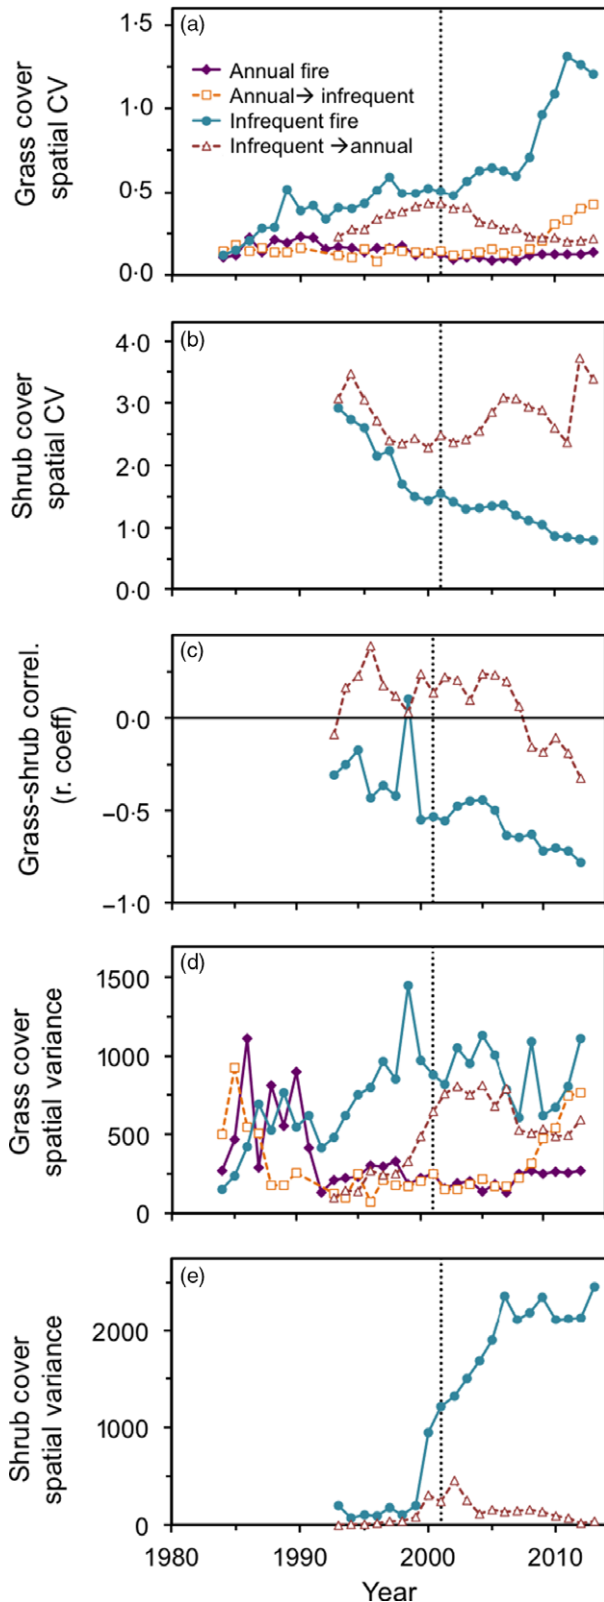 (a)
Grass cover
spatial CV
1·5
1·0
0·5
0·0
Annual fire
Annual→ infrequent
Infrequent fire
Infrequent →annual
(b)
Shrub cover
spatial CV
4·0
3·0
2·0
1·0
0·0
(c)
Grass-shrub correl.
(r. coeff)
0·0
−0·5
−1·0
(d)
Grass cover
spatial variance
1500
1000
500
0
(e)
Shrub cover
spatial variance
2000
1000
0
1980
1990
2000
2010
Year